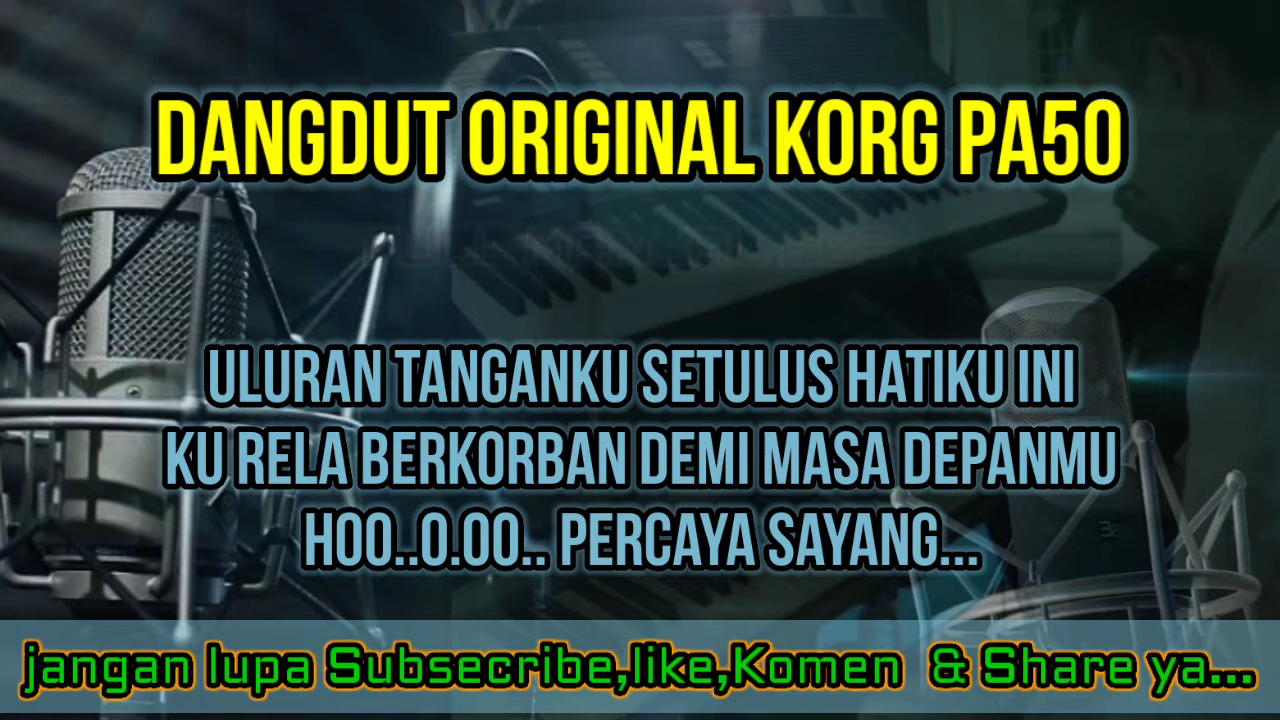 DANGDUT ORIGINAL KORG PA50
ULURAN TANGANKU SETULUS HATIKU INI
KU RELA BERKORBAN DEMI MASA DEPANMU
HOO..O.OO.. PERCAYA SAYANG...
jangan lupa Subsecribe,like,Komen & Share ya...